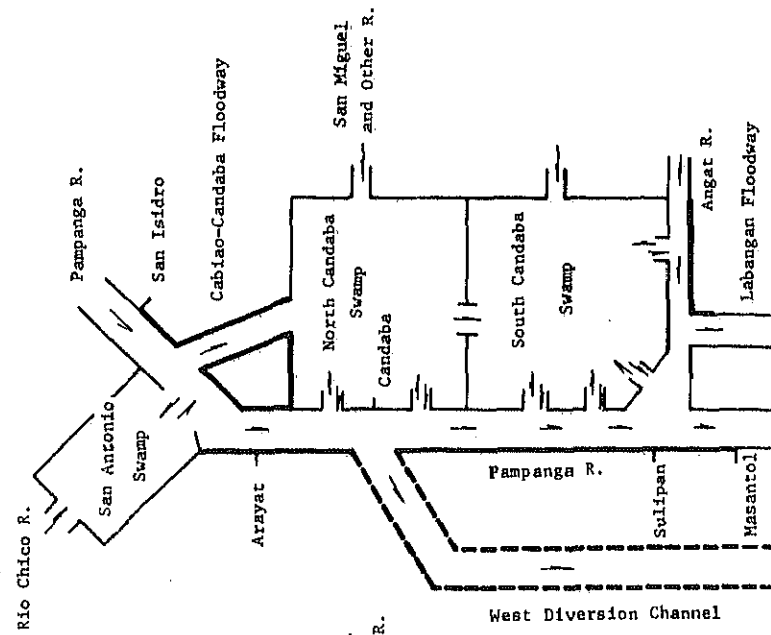 Rio Chico R.
San Antonio
Swamp
Pampanga R.
San Isidro
Cabiao-Candaba Floodway
San Miguel
and Other R.
North Candaba
Swamp
Candaba
Arayat
South Candaba
Swamp
Pampanga R.
Angat R.
Labangan Floodway
Sulipan
Masantol
West Diversion Channel
R.